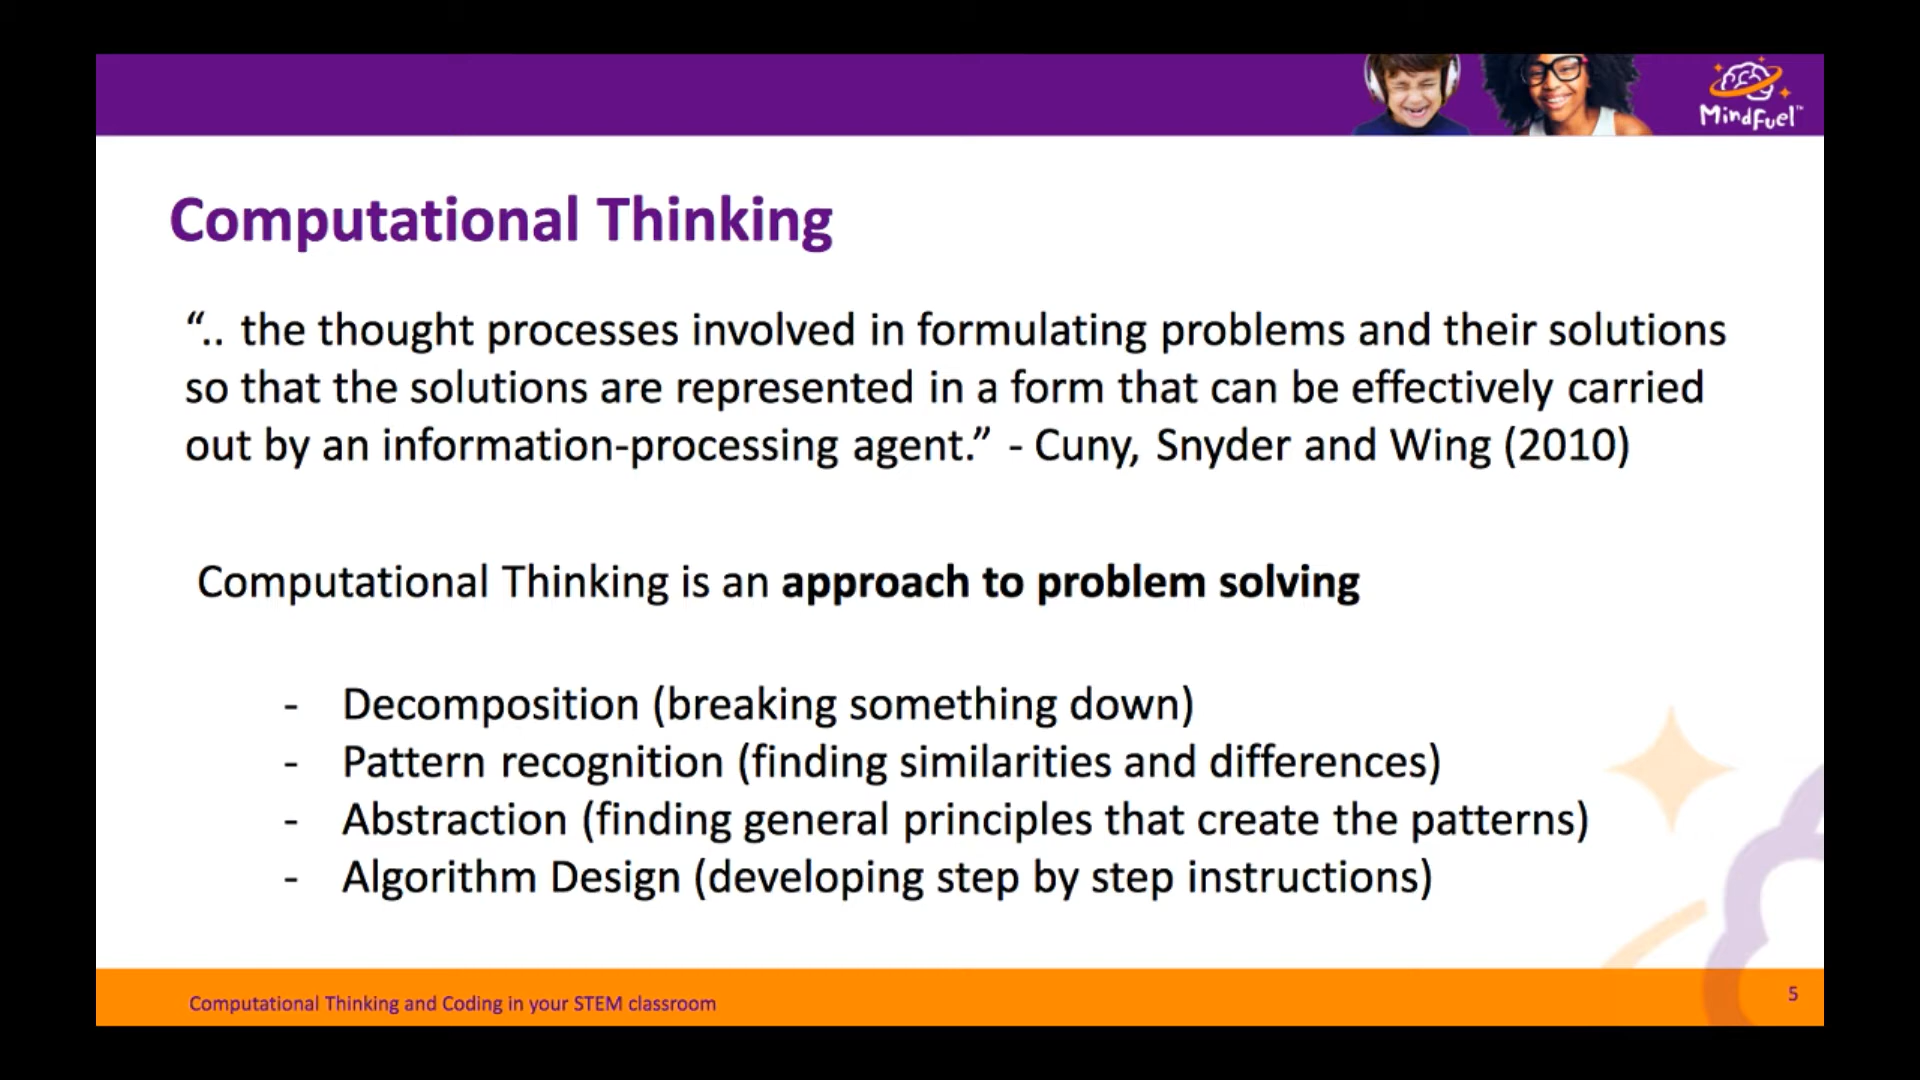 MindFuel™
Computational Thinking
“.. the thought processes involved in formulating problems and their solutions
so that the solutions are represented in a form that can be effectively carried
out by an information-processing agent.” - Cuny, Snyder and Wing (2010)
Computational Thinking is an approach to problem solving
- Decomposition (breaking something down)
- Pattern recognition (finding similarities and differences)
- Abstraction (finding general principles that create the patterns)
- Algorithm Design (developing step by step instructions)
Computational Thinking and Coding in your STEM classroom
5